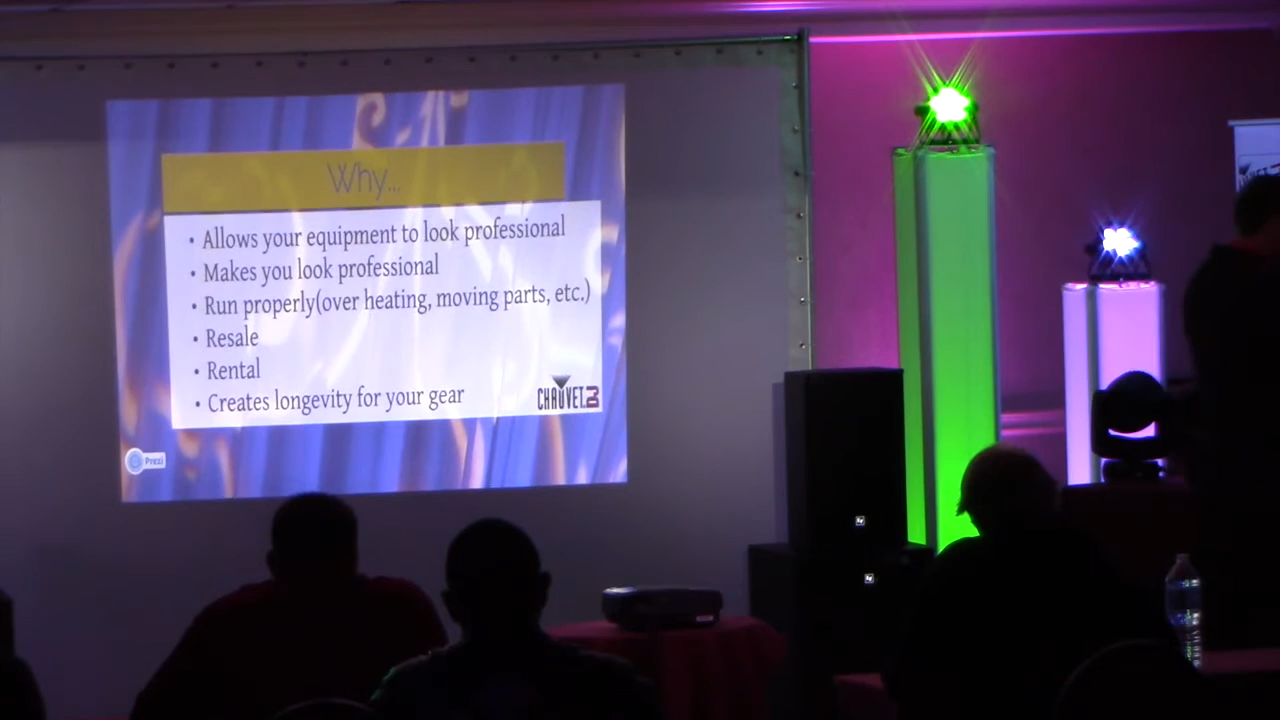 Why...
• Allows your equipment to look professional
• Makes you look professional
• Run properly(over heating, moving parts, etc.)
• Resale
• Rental
• Creates longevity for your gear
CHAUVET
Prezi